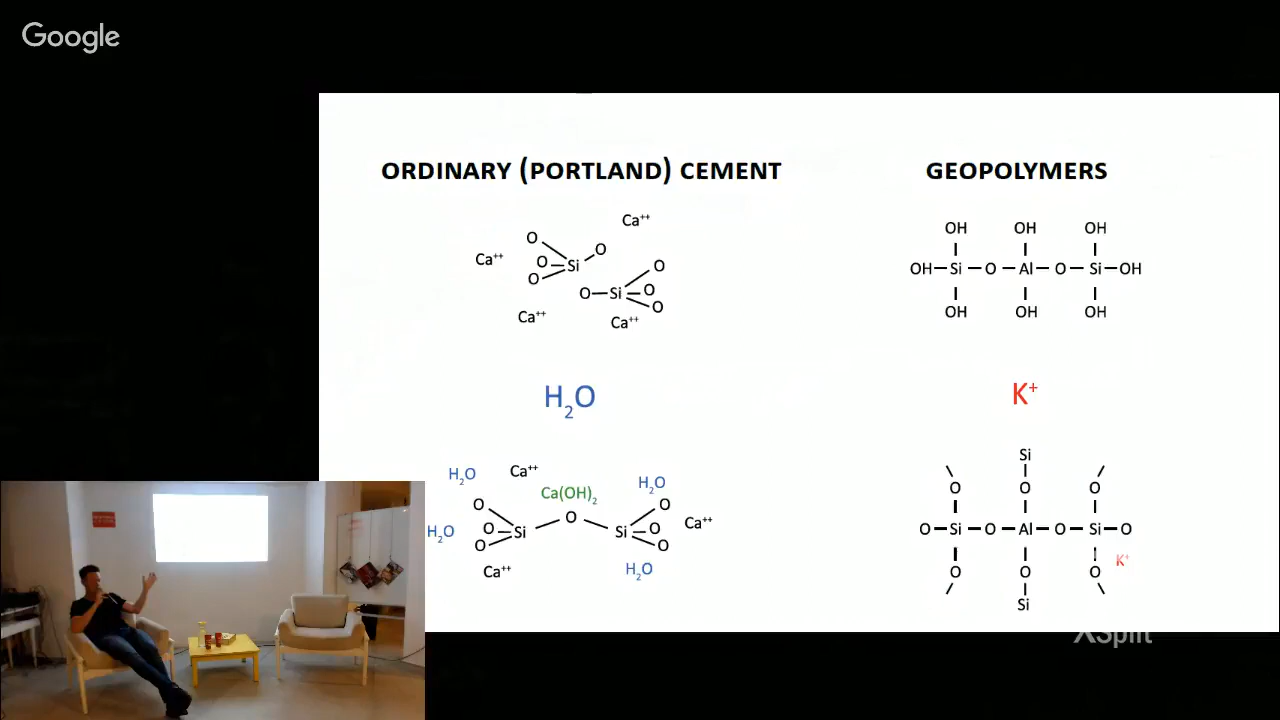 Google
ORDINARY (PORTLAND) CEMENT
GEOPOLYMERS
Ca⁺⁺
O
O
Ca⁺⁺
O
Si
O
O
O
Si
O
O
Ca⁺⁺
Ca⁺⁺
OH OH OH
OH Si O Al O Si OH
OH OH OH
H₂O
K⁺
H₂O
Ca⁺⁺
Ca(OH)₂
H₂O
O
O
O
H₂O
O
Si
Si
O
Ca⁺⁺
O
O
Ca⁺⁺
H₂O
Si
O O O
O Si O Al O Si O
K⁺
O O O
Si
XSplit